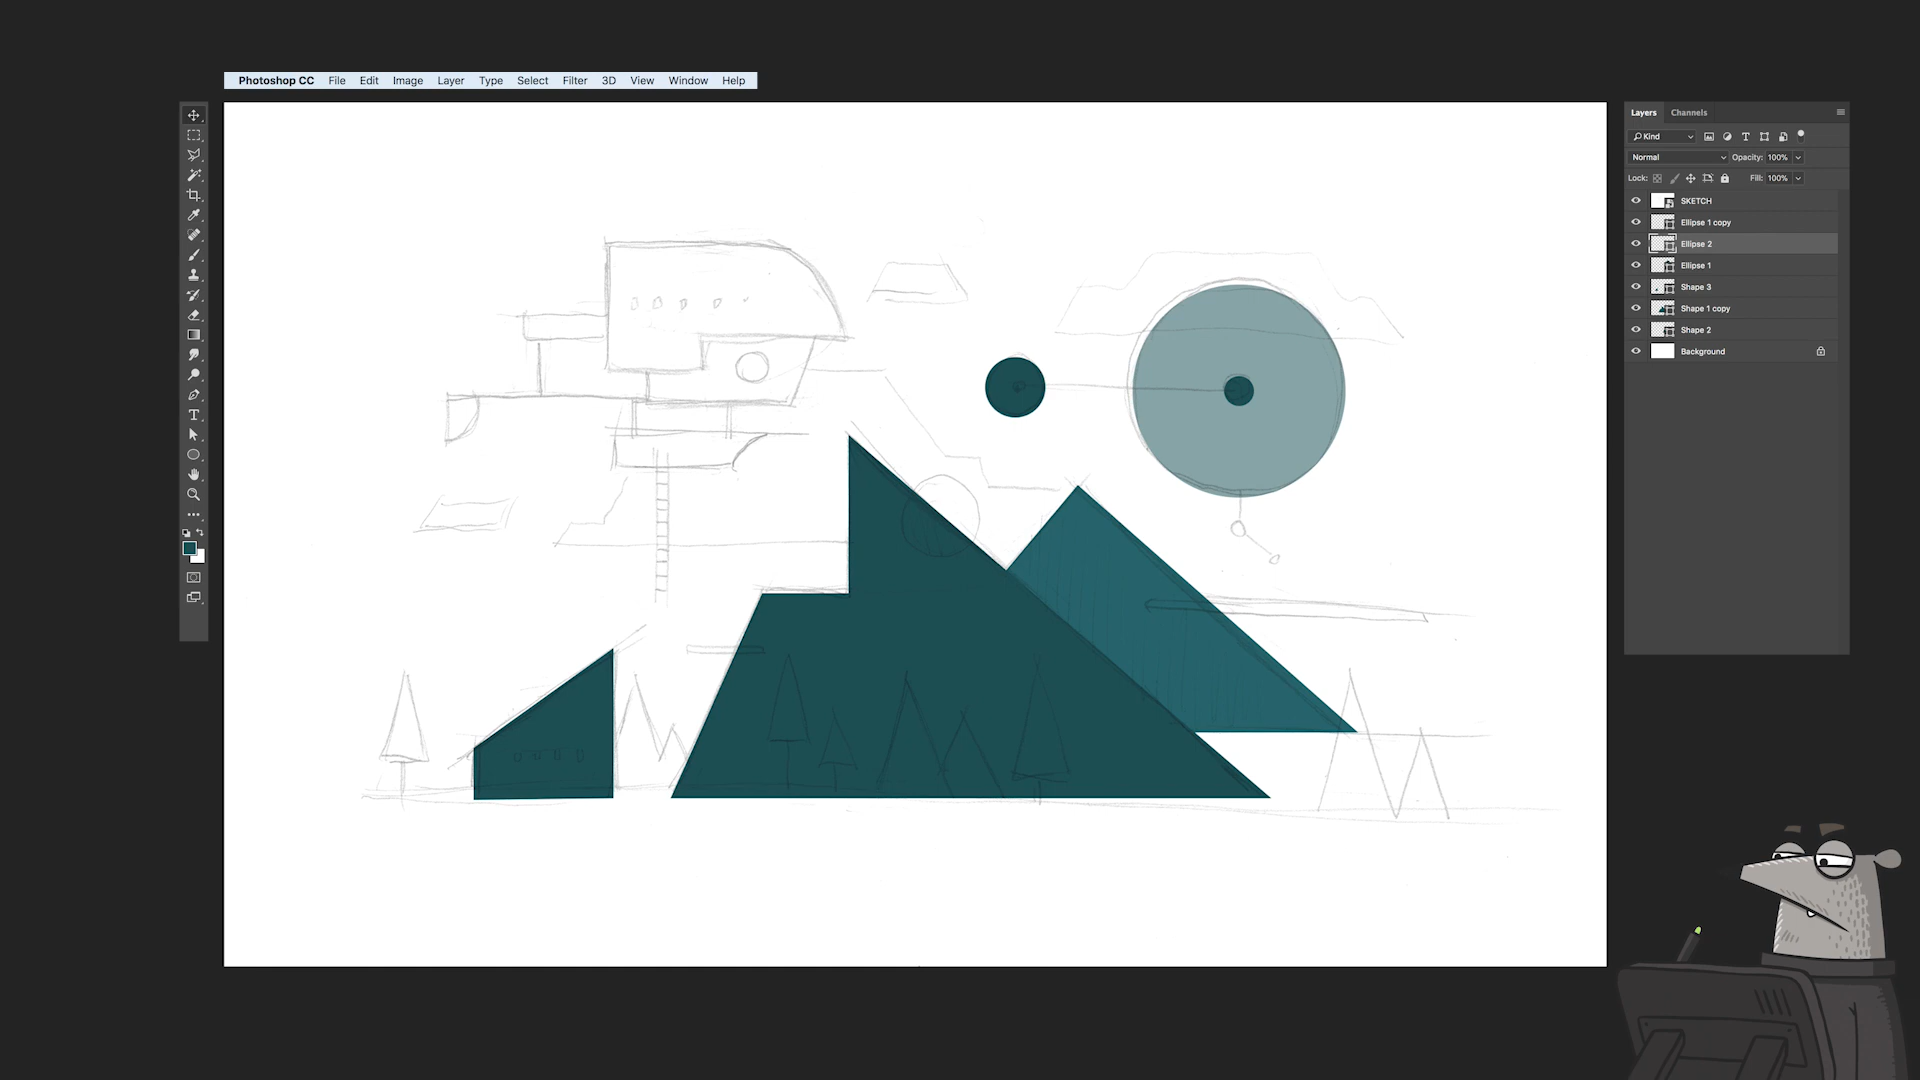 Photoshop CC File Edit Image Layer Type Select Filter 3D View Window Help
Layers Channels
Kind
Normal Opacity: 100%
Lock: Fill: 100%
SKETCH
Ellipse 1 copy
Ellipse 2
Ellipse 1
Shape 3
Shape 1 copy
Shape 2
Background